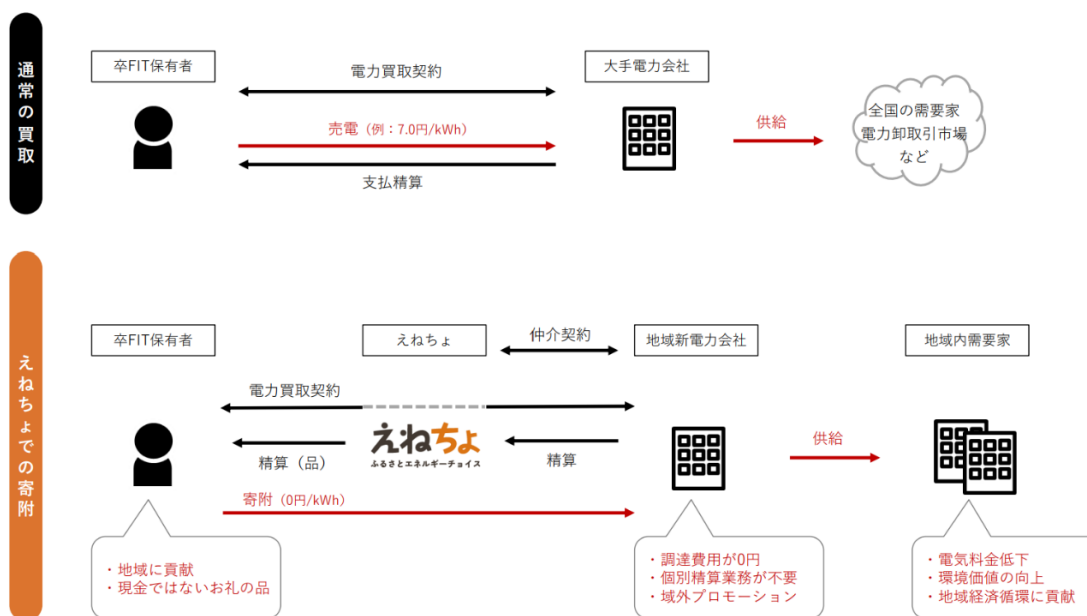 通常の買取
卒FIT保有者
大手電力会社
電力買取契約
売電（例：7.0円/kWh）
支払精算
供給
全国の需要家
電力卸取引市場
など
えねちょでの寄附
卒FIT保有者
えねちょ
仲介契約
地域新電力会社
地域内需要家
電力買取契約
えねちょ
ふるさとエネルギーチョイス
精算（品）
精算
供給
寄附（0円/kWh）
・地域に貢献
・現金ではないお礼の品
・調達費用が0円
・個別精算業務が不要
・域外プロモーション
・電気料金低下
・環境価値の向上
・地域経済循環に貢献